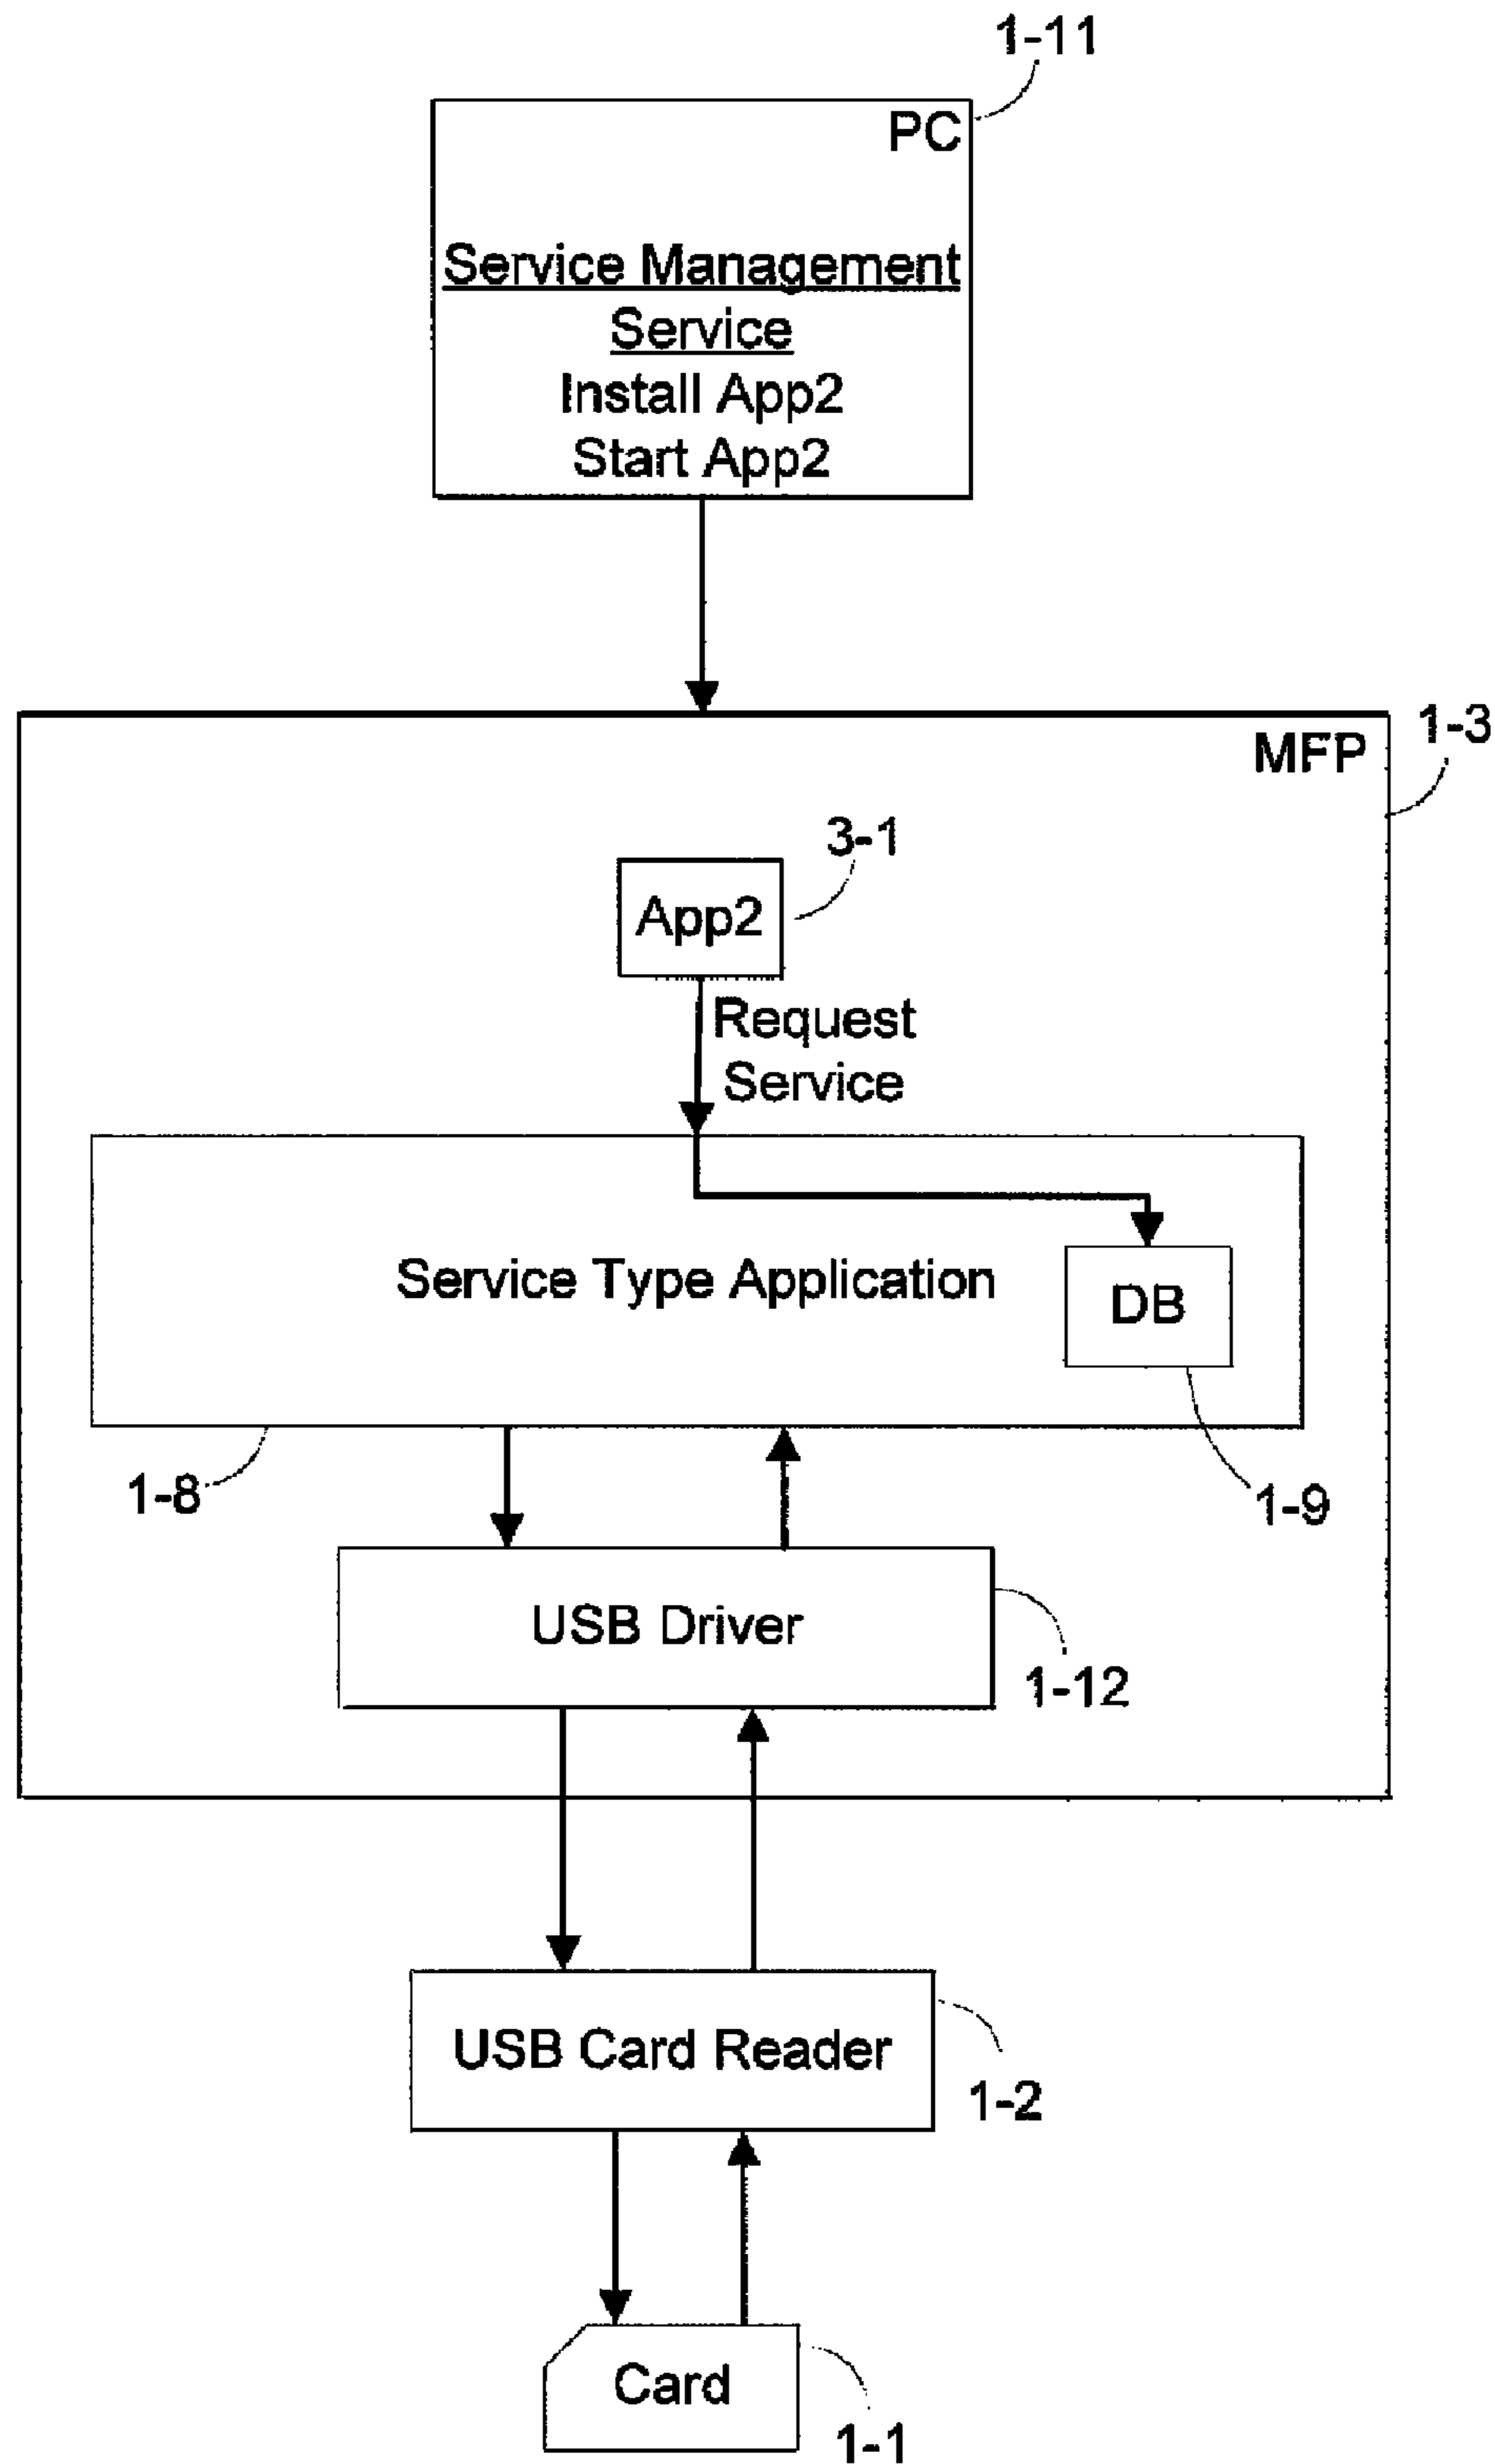 1-11
PC
Service Management
Service
Install App2
Start App2
1-3
MFP
3-1
App2
Request
Service
Service Type Application
DB
1-8
1-9
USB Driver
1-12
USB Card Reader
1-2
Card
1-1